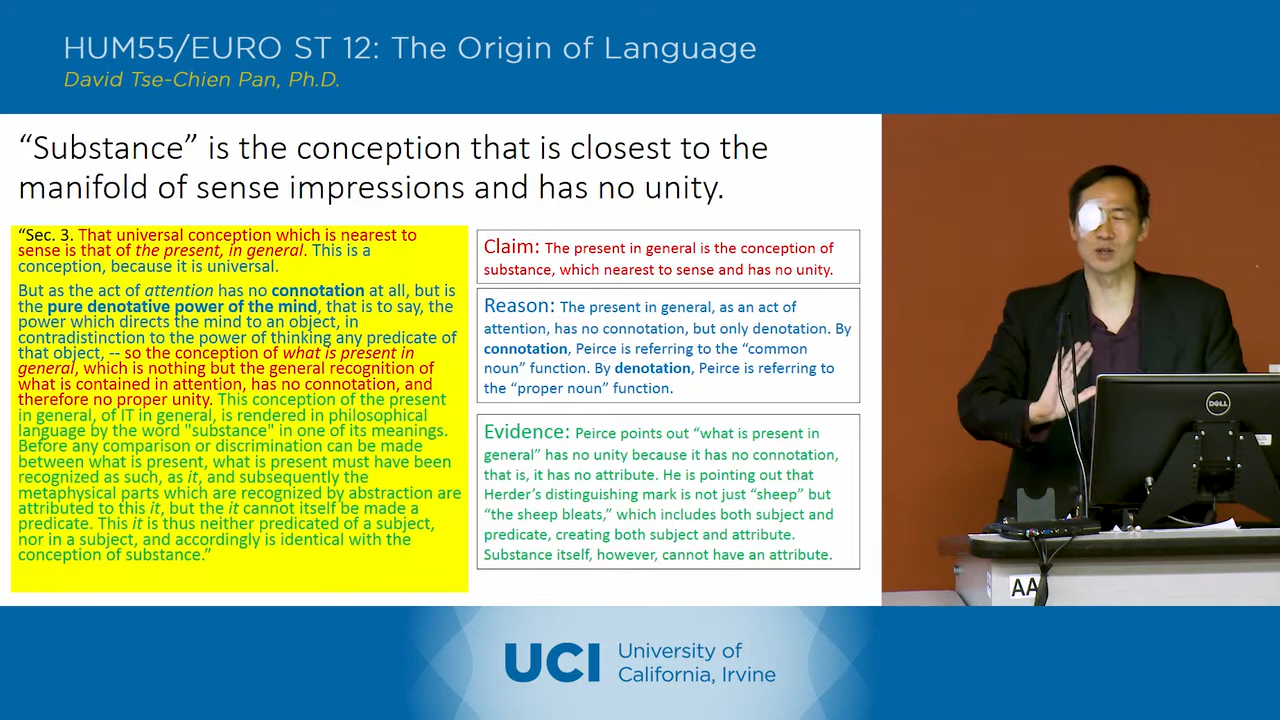 HUM55/EURO ST 12: The Origin of Language
David Tse-Chien Pan, Ph.D.
“Substance” is the conception that is closest to the
manifold of sense impressions and has no unity.
“Sec. 3. That universal conception which is nearest to
sense is that of the present, in general. This is a
conception, because it is universal.
But as the act of attention has no connotation at all, but is
the pure denotative power of the mind, that is to say, the
power which directs the mind to an object, in
contradistinction to the power of thinking any predicate of
that object, -- so the conception of what is present in
general, which is nothing but the general recognition of
what is contained in attention, has no connotation, and
therefore no proper unity. This conception of the present
in general, of IT in general, is rendered in philosophical
language by the word "substance" in one of its meanings.
Before any comparison or discrimination can be made
between what is present, what is present must have been
recognized as such, as it, and subsequently the
metaphysical parts which are recognized by abstraction are
attributed to this it, but the it cannot itself be made a
predicate. This it is thus neither predicated of a subject,
nor in a subject, and accordingly is identical with the
conception of substance.”
Claim: The present in general is the conception of
substance, which nearest to sense and has no unity.
Reason: The present in general, as an act of
attention, has no connotation, but only denotation. By
connotation, Peirce is referring to the “common
noun” function. By denotation, Peirce is referring to
the “proper noun” function.
Evidence: Peirce points out “what is present in
general” has no unity because it has no connotation,
that is, it has no attribute. He is pointing out that
Herder’s distinguishing mark is not just “sheep” but
“the sheep bleats,” which includes both subject and
predicate, creating both subject and attribute.
Substance itself, however, cannot have an attribute.
DELL
AA
UCI University of
California, Irvine